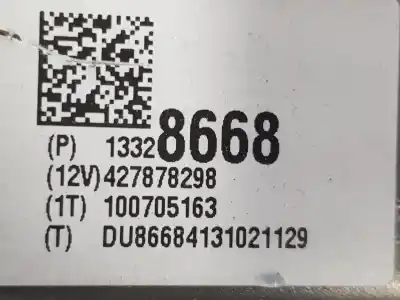 (P) 13328668
(12V)427878298
(1T) 100705163
(T) DU86684131021129